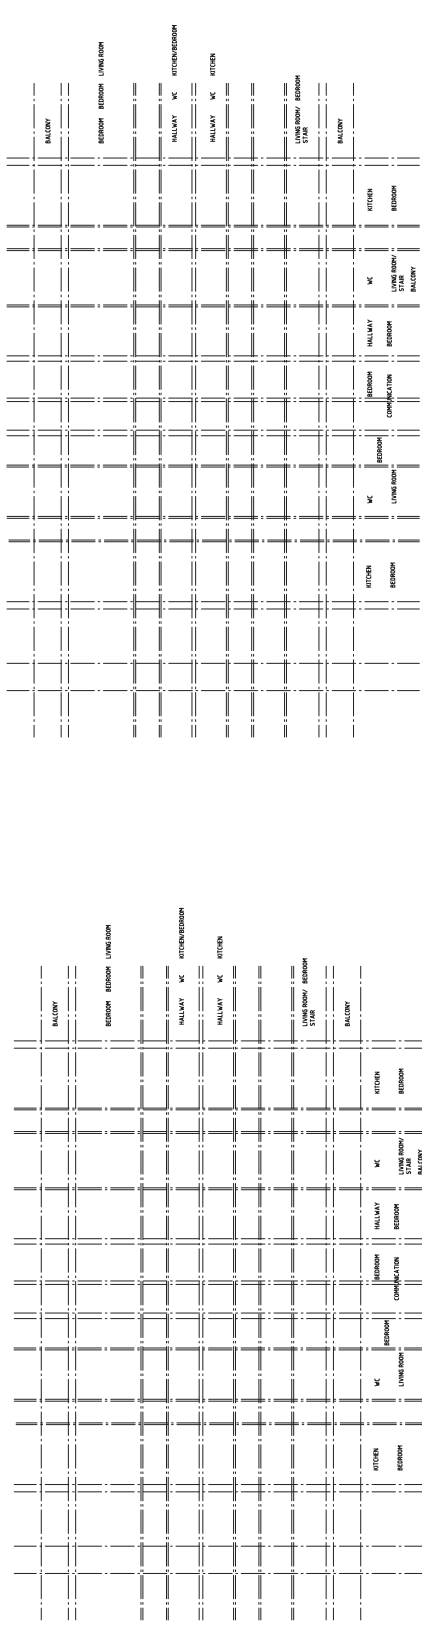 BALCONY
BEDROOM BEDROOM LIVING ROOM
HALLWAY WC KITCHEN/BEDROOM
HALLWAY WC KITCHEN
LIVING ROOM/ BEDROOM
STAIR
BALCONY
KITCHEN
BEDROOM
WC
LIVING ROOM/
STAIR
BALCONY
HALLWAY
BEDROOM
BEDROOM
COMMUNICATION
BEDROOM
WC
LIVING ROOM
KITCHEN
BEDROOM
BALCONY
BEDROOM BEDROOM LIVING ROOM
HALLWAY WC KITCHEN/BEDROOM
HALLWAY WC KITCHEN
LIVING ROOM/ BEDROOM
STAIR
BALCONY
KITCHEN
BEDROOM
WC
LIVING ROOM/
STAIR
BALCONY
HALLWAY
BEDROOM
BEDROOM
COMMUNICATION
BEDROOM
WC
LIVING ROOM
KITCHEN
BEDROOM